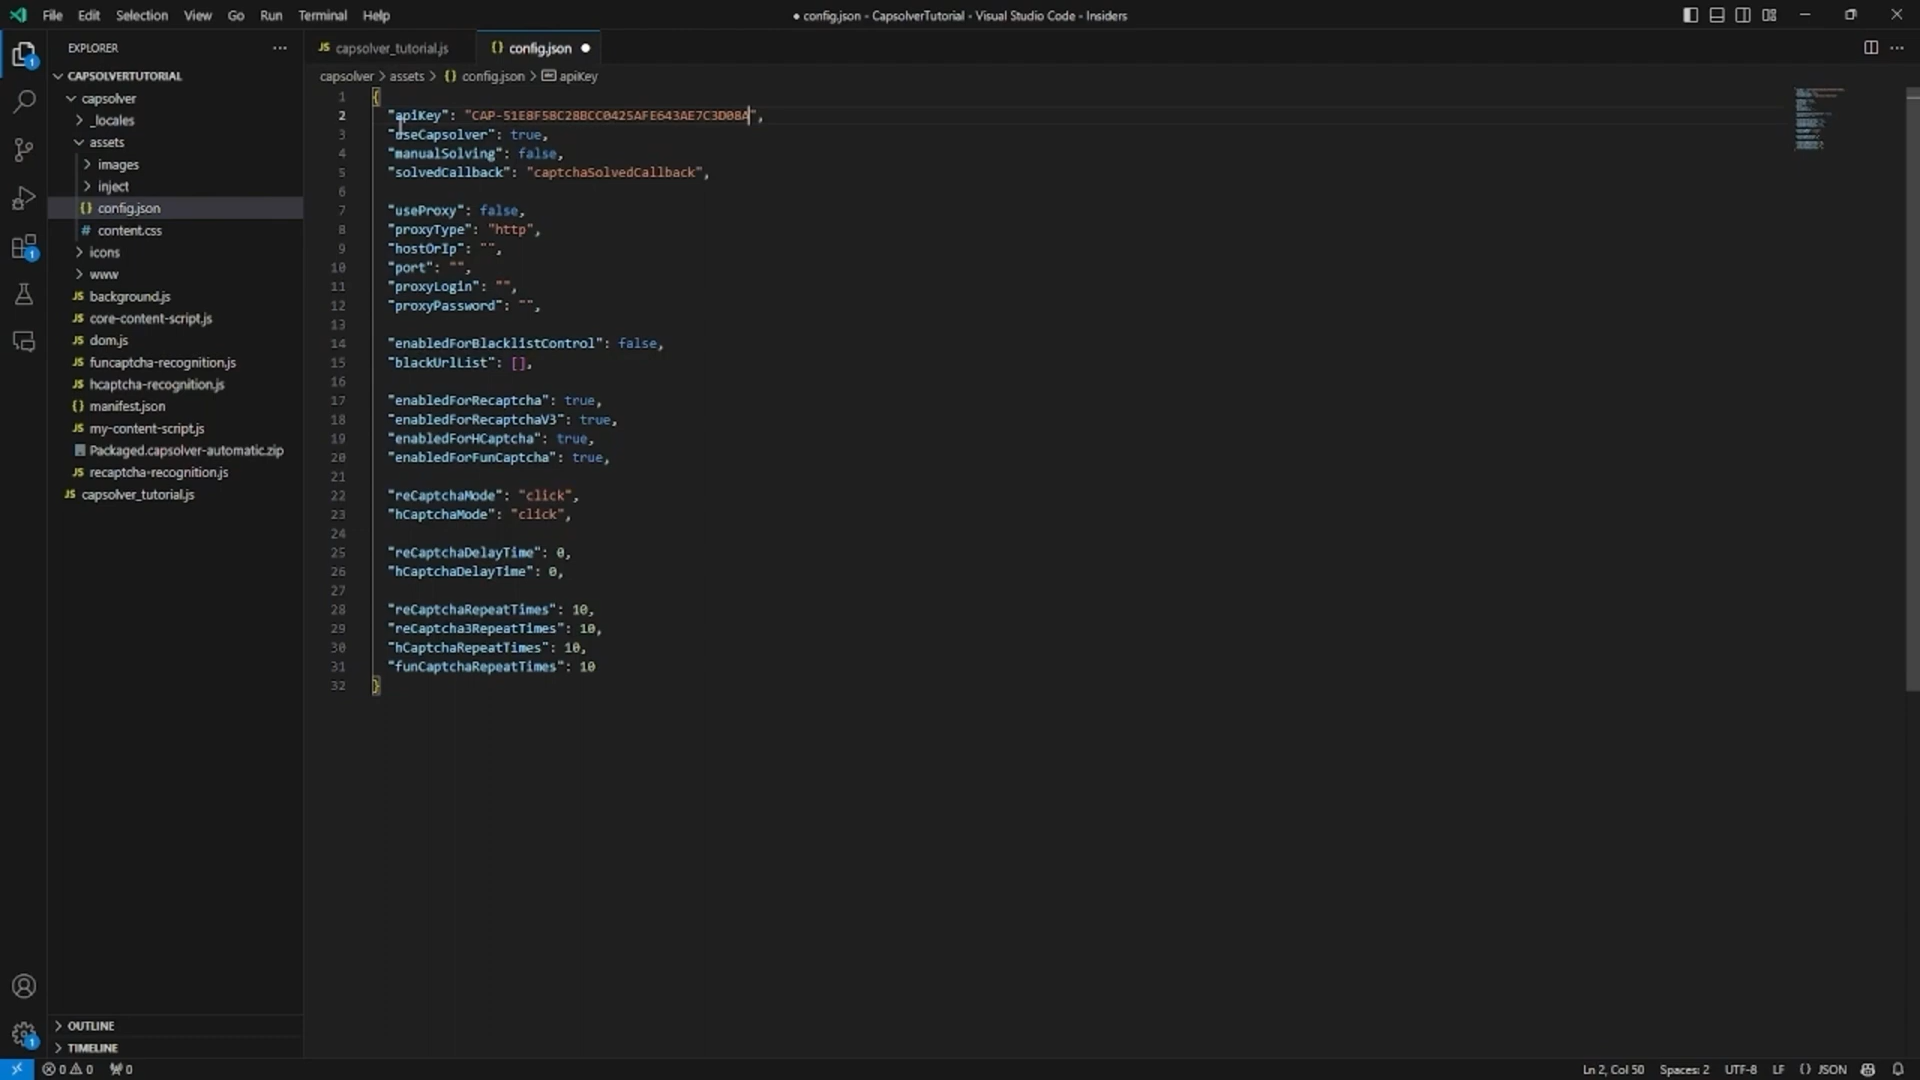 File Edit Selection View Go Run Terminal Help
● config.json - CapsolverTutorial - Visual Studio Code - Insiders
EXPLORER
CAPSOLVERTUTORIAL
capsolver
_locales
assets
images
inject
config.json
content.css
icons
www
background.js
core-content-script.js
dom.js
funcaptcha-recognition.js
hcaptcha-recognition.js
manifest.json
my-content-script.js
Packaged.capsolver-automatic.zip
recaptcha-recognition.js
capsolver_tutorial.js
OUTLINE
TIMELINE
capsolver_tutorial.js
config.json
capsolver > assets > {} config.json > apiKey
1 {
2 "apiKey": "CAP-51E8F58C28BCC0425AFE643AE7C3D08A",
3 "useCapsolver": true,
4 "manualSolving": false,
5 "solvedCallback": "captchaSolvedCallback",
6
7 "useProxy": false,
8 "proxyType": "http",
9 "hostOrIp": "",
10 "port": "",
11 "proxyLogin": "",
12 "proxyPassword": "",
13
14 "enabledForBlacklistControl": false,
15 "blackUrlList": [],
16
17 "enabledForRecaptcha": true,
18 "enabledForRecaptchaV3": true,
19 "enabledForHCaptcha": true,
20 "enabledForFunCaptcha": true,
21
22 "reCaptchaMode": "click",
23 "hCaptchaMode": "click",
24
25 "reCaptchaDelayTime": 0,
26 "hCaptchaDelayTime": 0,
27
28 "reCaptchaRepeatTimes": 10,
29 "reCaptcha3RepeatTimes": 10,
30 "hCaptchaRepeatTimes": 10,
31 "funCaptchaRepeatTimes": 10
32 }
0 0 0
Ln 2, Col 50 Spaces: 2 UTF-8 LF {} JSON